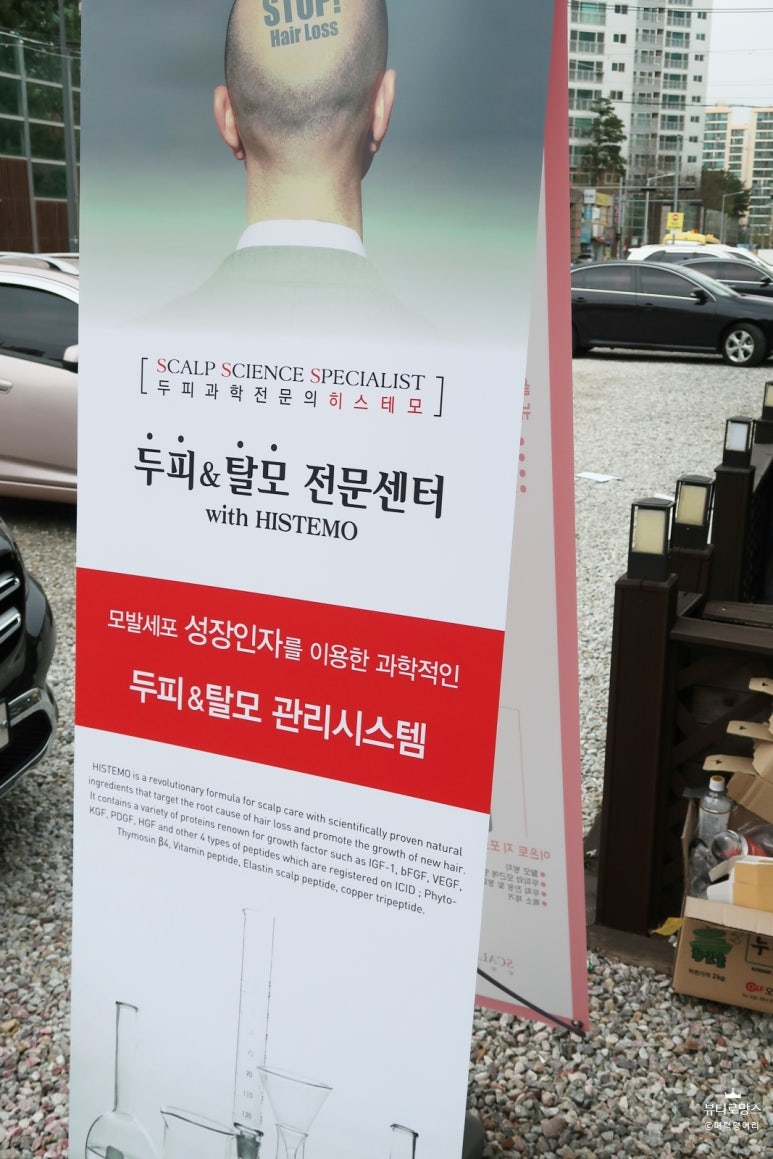 STOP!
Hair Loss
SCALP SCIENCE SPECIALIST
두피과학전문의히스테모
두피&탈모 전문센터
with HISTEMO
모발세포 성장인자를 이용한 과학적인
두피&탈모 관리시스템
HISTEMO is a revolutionary formula for scalp care with scientifically proven natural
ingredients that target the root cause of hair loss and promote the growth of new hair.
It contains a variety of proteins renown for growth factor such as IGF-1, bFGF, VEGF,
KGF, PDGF, HGF and other 4 types of peptides which are registered on ICID ; Phyto-
Thymosin β4, Vitamin peptide, Elastin scalp peptide, copper tripeptide.
뷰티로망스